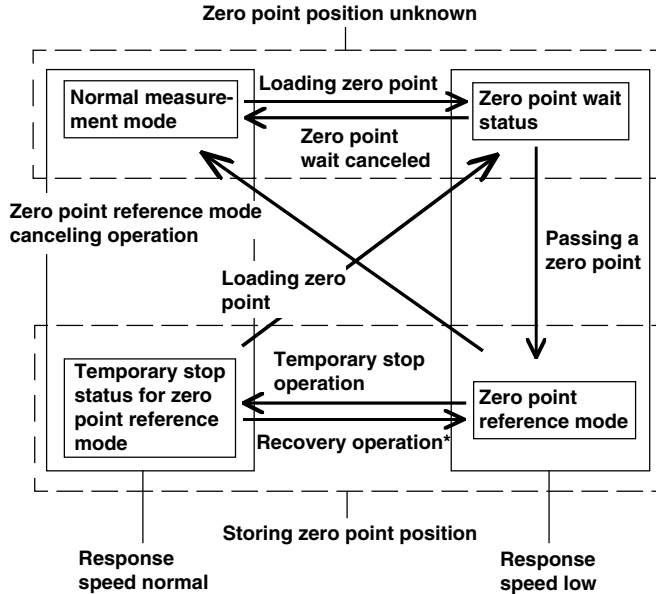 Zero point position unknown
Normal measure-
ment mode
Loading zero point
Zero point wait
status
Zero point
wait canceled
Zero point reference mode
canceling operation
Passing a
zero point
Loading zero
point
Temporary stop
status for zero
point reference
mode
Temporary stop
operation
Zero point
reference mode
Recovery operation*
Storing zero point position
Response
speed normal
Response
speed low